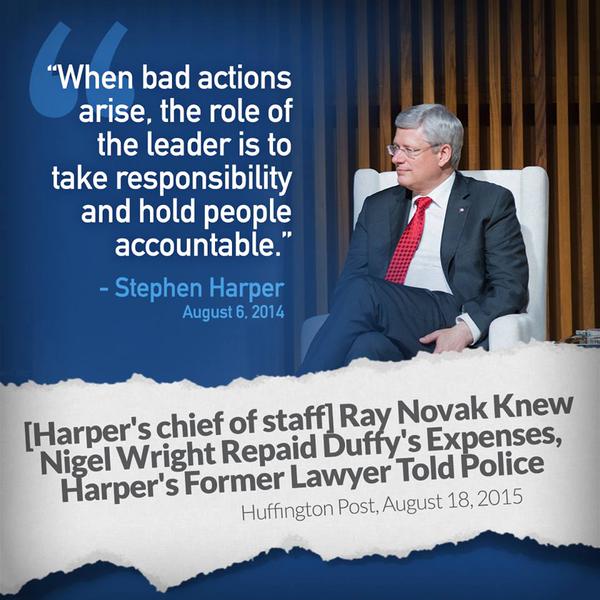 “When bad actions
arise, the role of
the leader is to
take responsibility
and hold people
accountable.”
- Stephen Harper
August 6, 2014
[Harper's chief of staff] Ray Novak Knew
Nigel Wright Repaid Duffy's Expenses,
Harper's Former Lawyer Told Police
Huffington Post, August 18, 2015